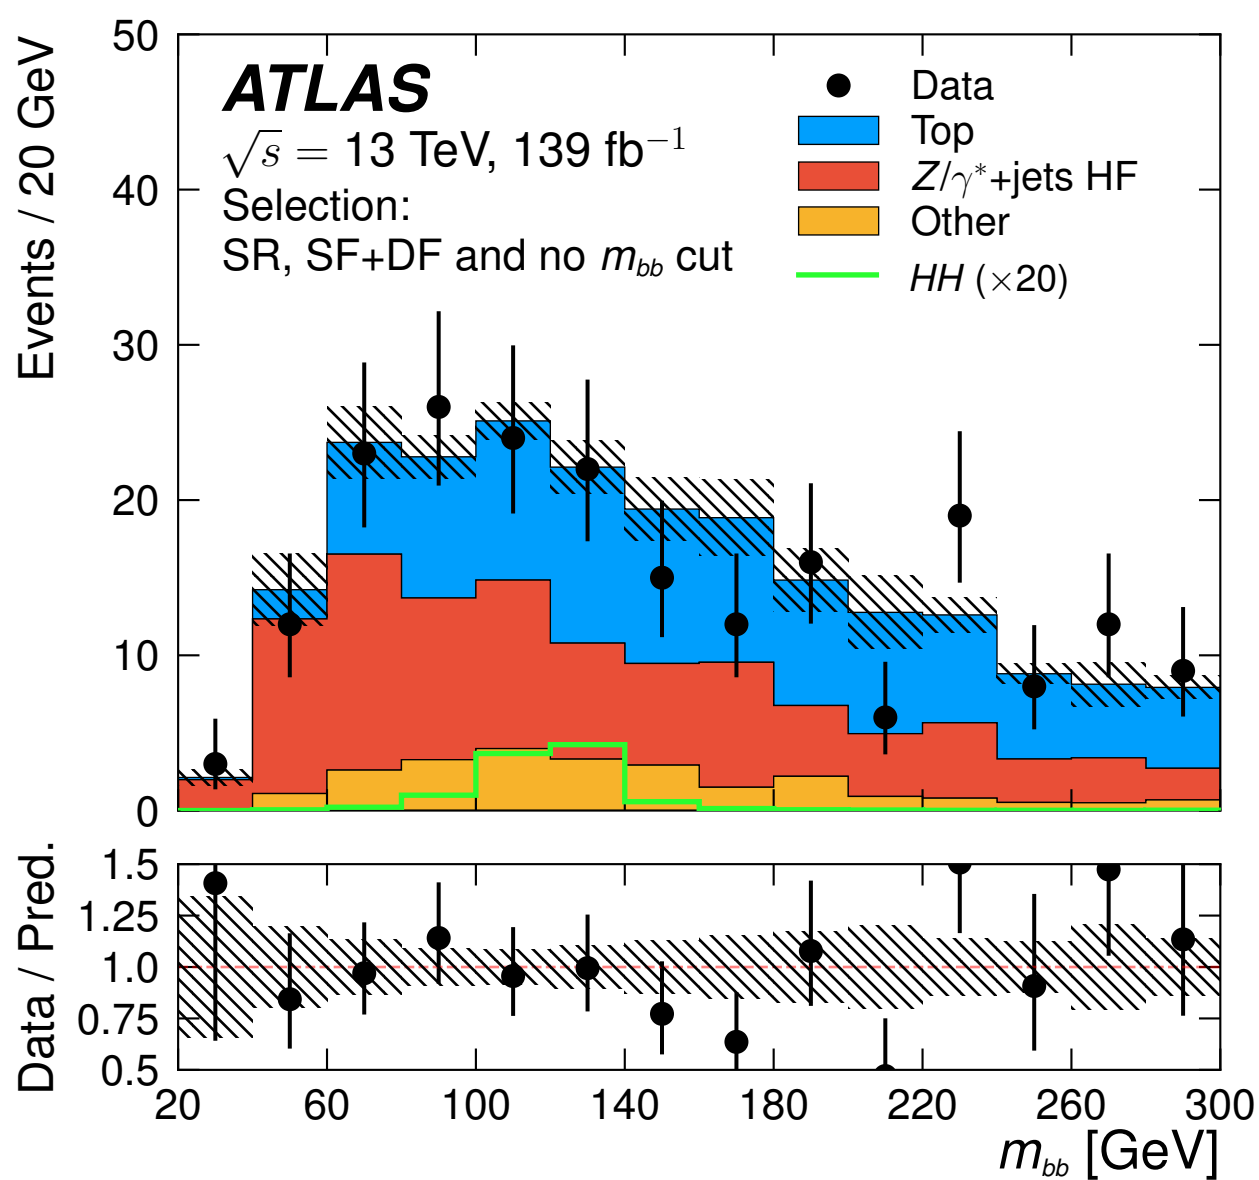 ATLAS
√s = 13 TeV, 139 fb⁻¹
Selection:
SR, SF+DF and no m_bb cut
Data
Top
Z/γ*+jets HF
Other
HH (×20)
Events / 20 GeV
50
40
30
20
10
0
Data / Pred.
1.5
1.25
1.0
0.75
0.5
20 60 100 140 180 220 260 300
m_bb [GeV]